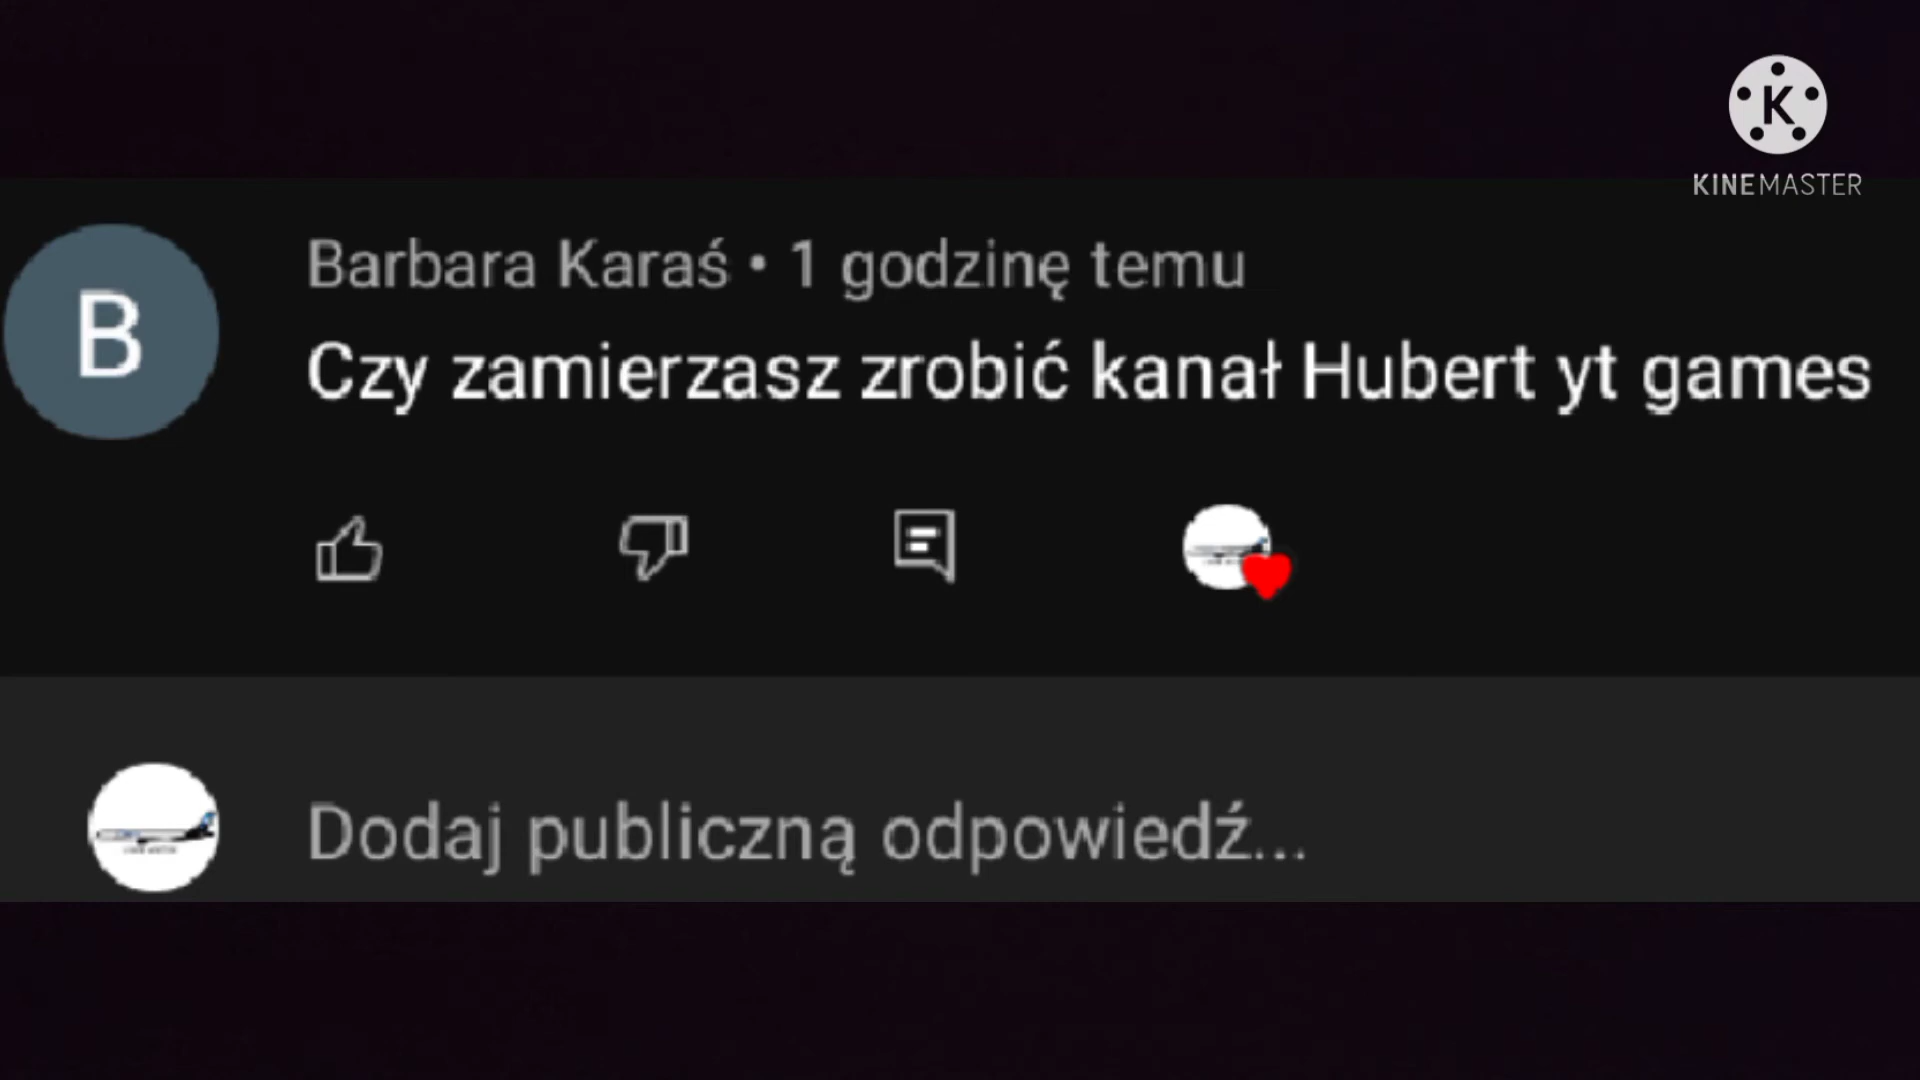 K
KINEMASTER
B
Barbara Karaś • 1 godzinę temu
Czy zamierzasz zrobić kanał Hubert yt games
Dodaj publiczną odpowiedź...